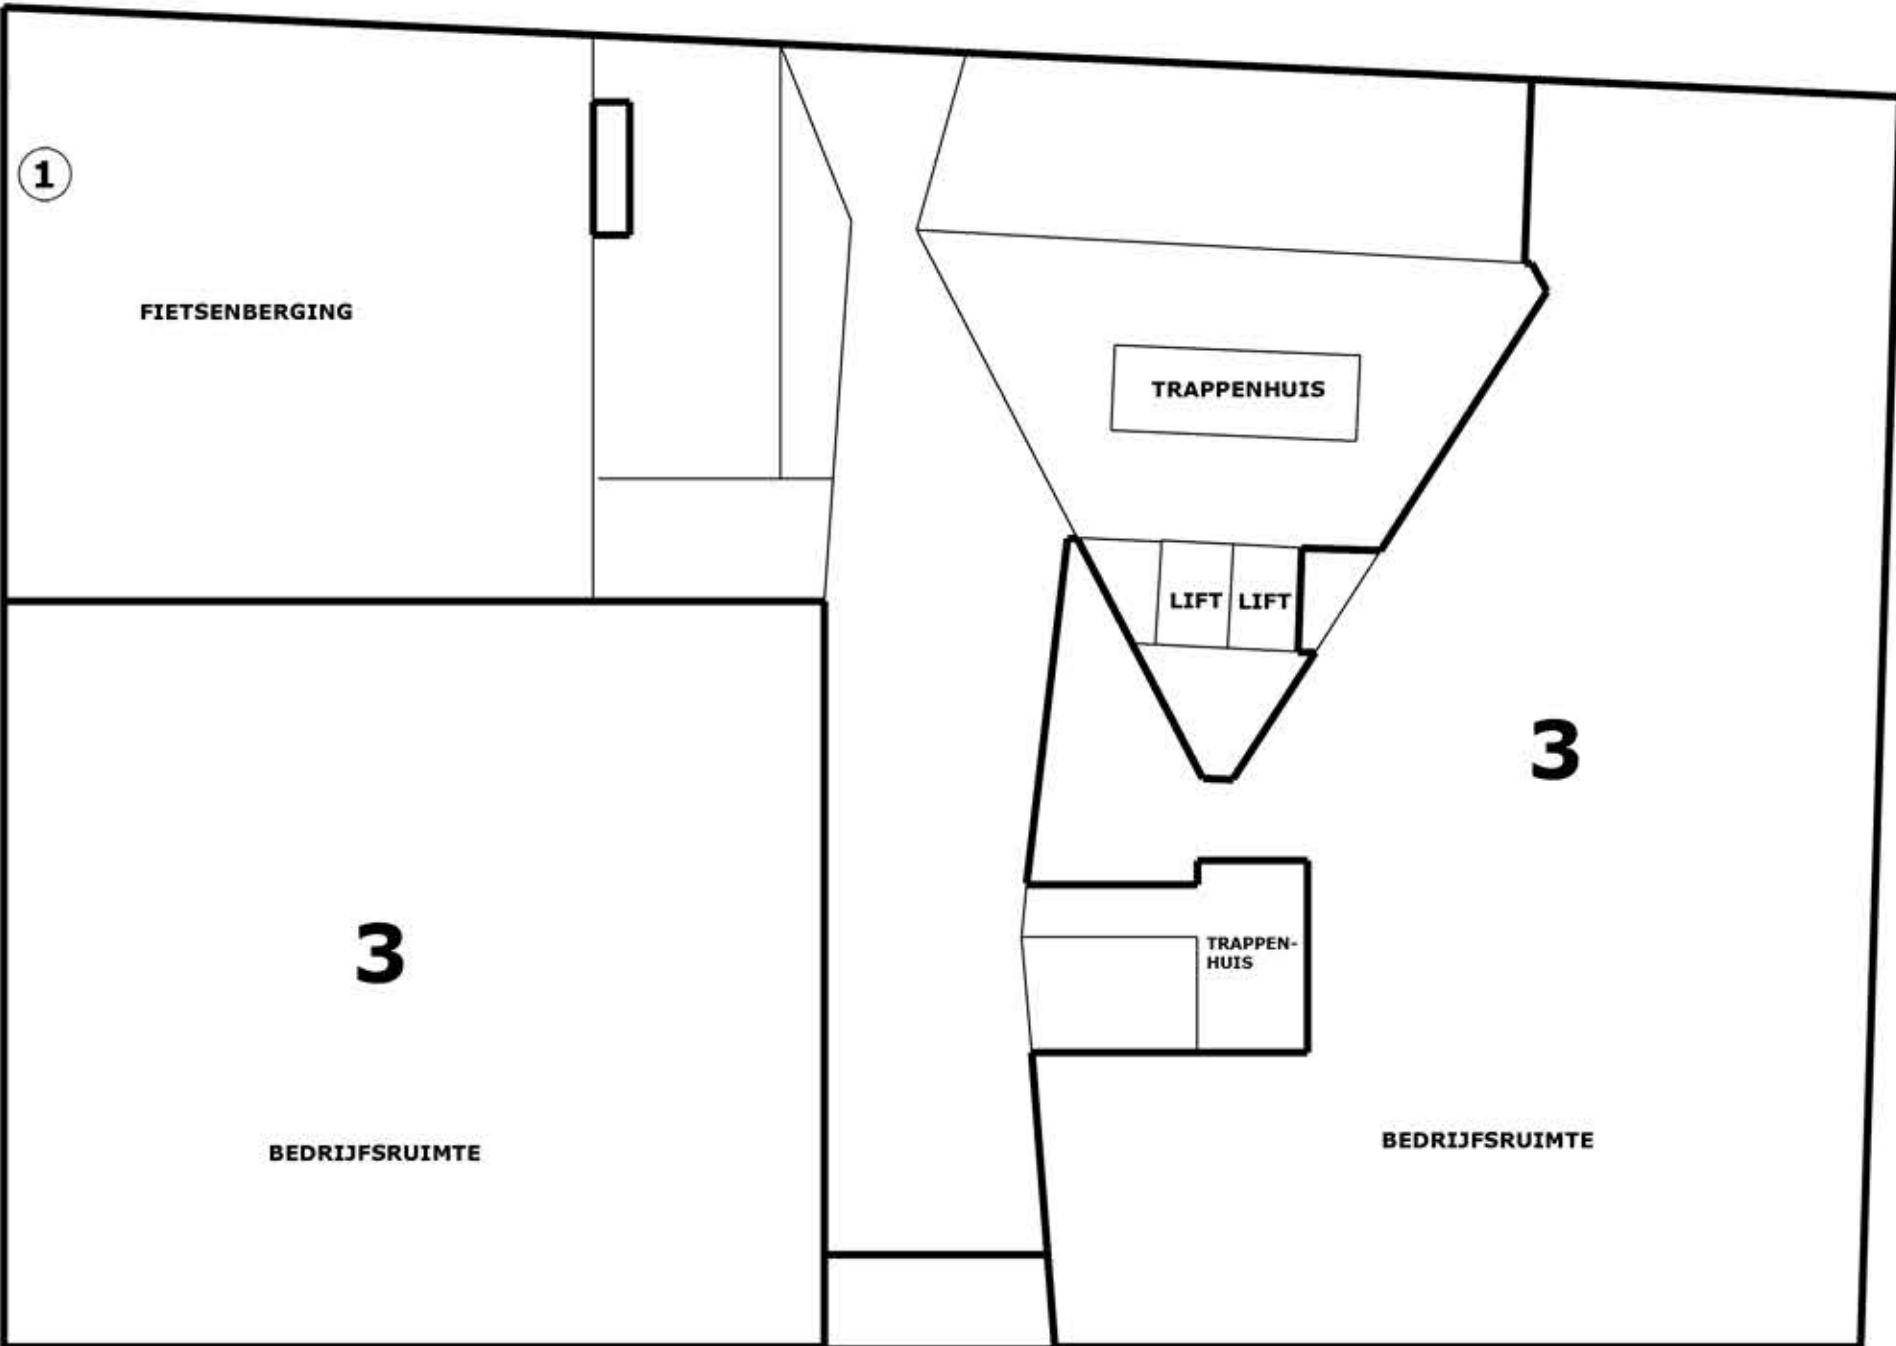 1
FIETSENBERGING
TRAPPENHUIS
LIFT
LIFT
3
3
TRAPPEN-
HUIS
BEDRIJFSRUIMTE
BEDRIJFSRUIMTE